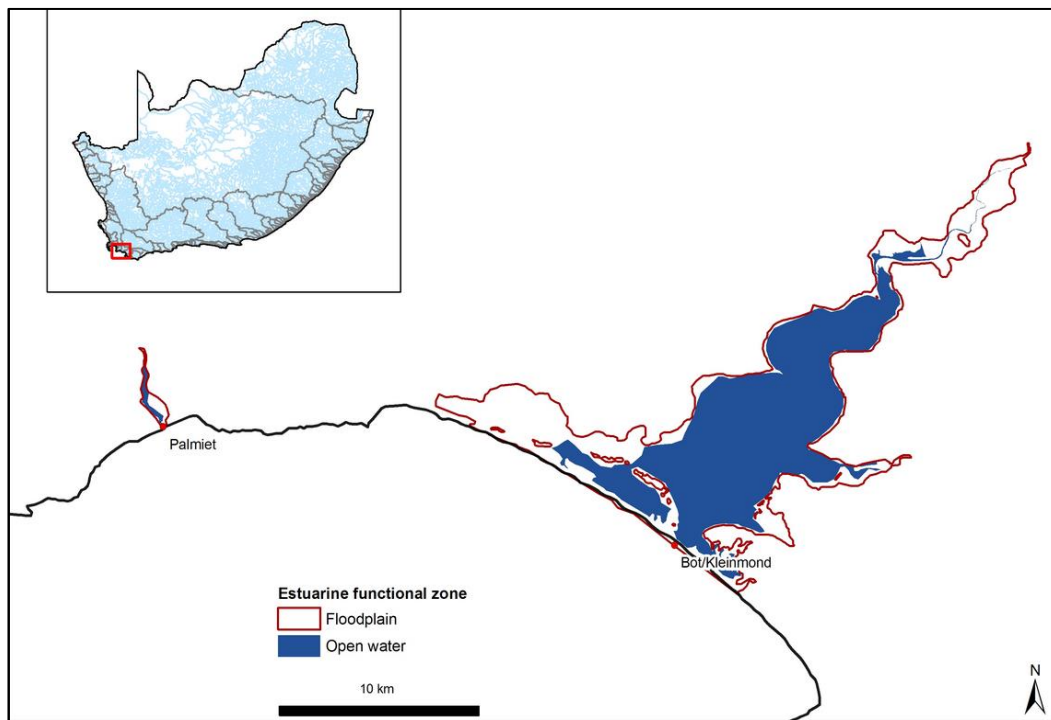 Palmiet
Bot/Kleinmond
Estuarine functional zone
Floodplain
Open water
10 km
N